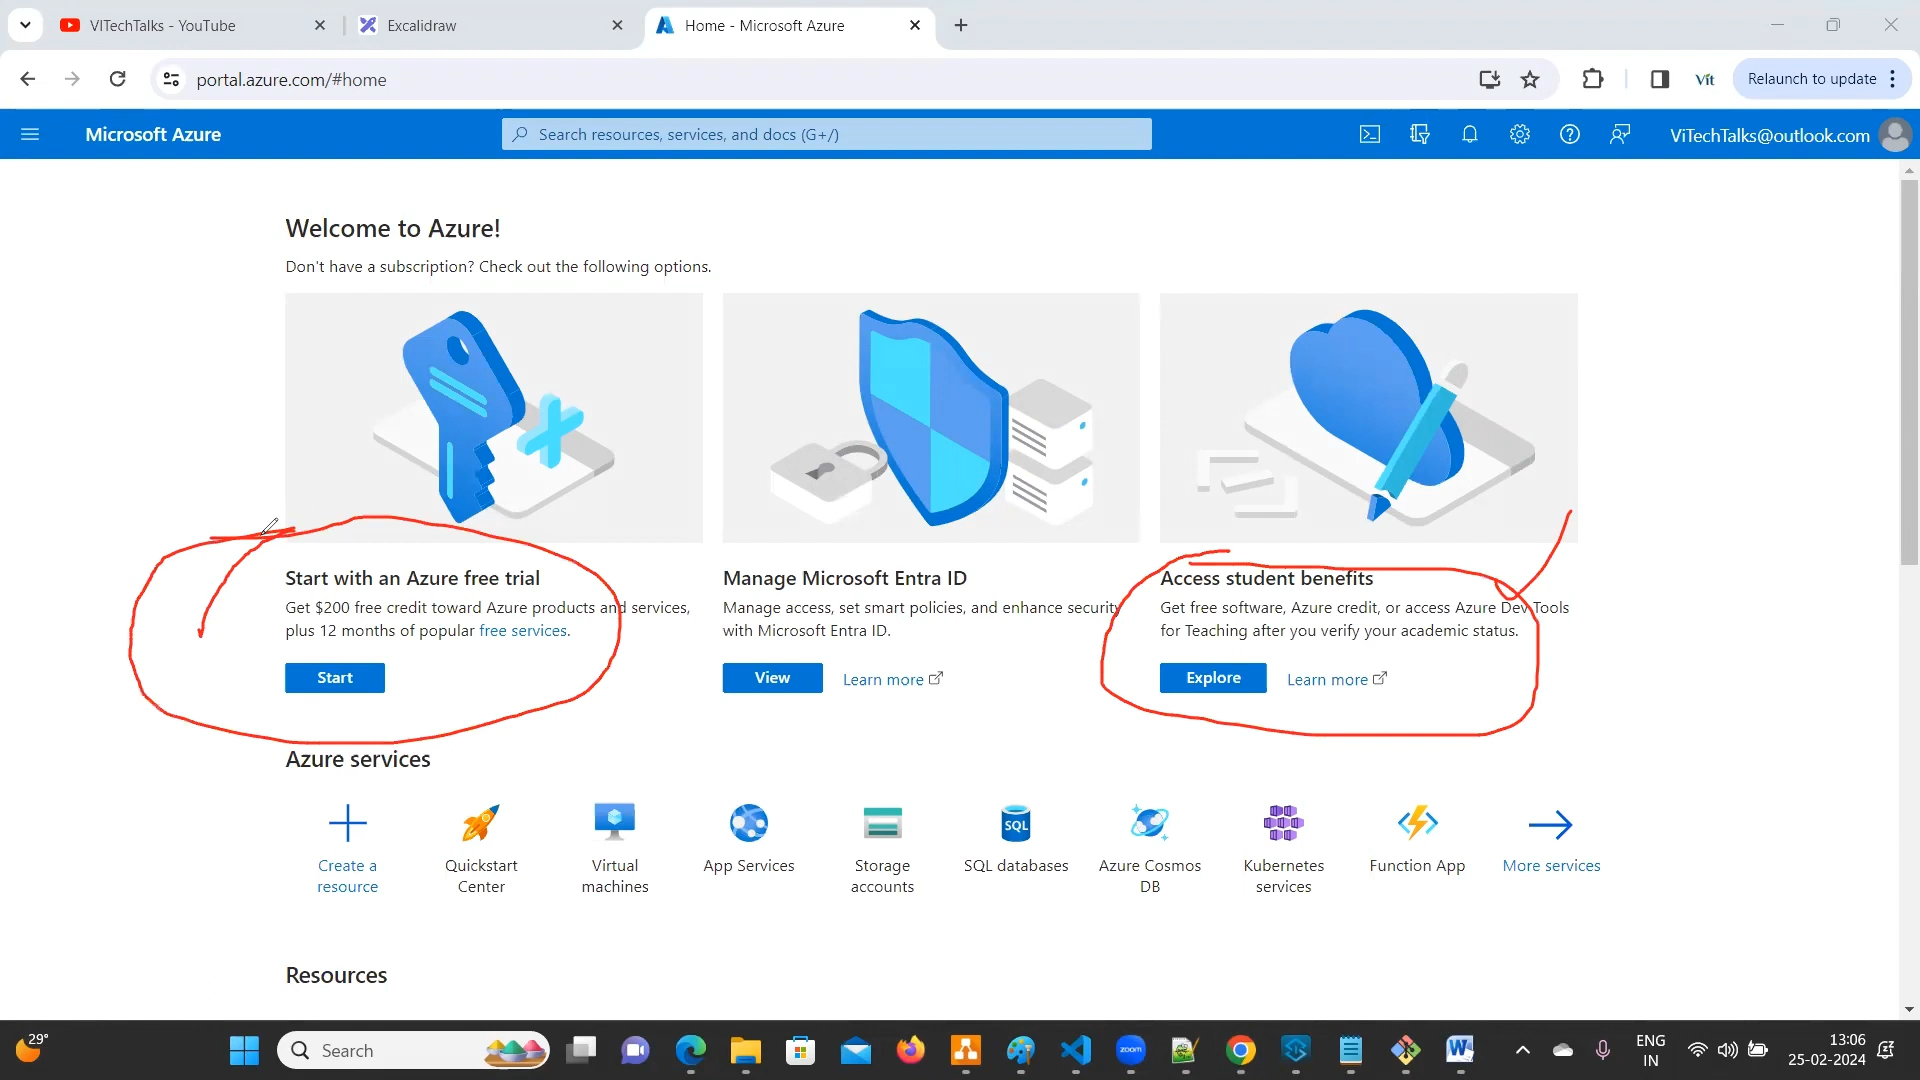 VITechTalks - YouTube
Excalidraw
Home - Microsoft Azure
portal.azure.com/#home
Vit
Relaunch to update
Microsoft Azure
Search resources, services, and docs (G+/)
ViTechTalks@outlook.com
Welcome to Azure!
Don't have a subscription? Check out the following options.
Start with an Azure free trial
Get $200 free credit toward Azure products and services,
plus 12 months of popular free services.
Start
Manage Microsoft Entra ID
Manage access, set smart policies, and enhance security
with Microsoft Entra ID.
View
Learn more
Access student benefits
Get free software, Azure credit, or access Azure Dev Tools
for Teaching after you verify your academic status.
Explore
Learn more
Azure services
Create a
resource
Quickstart
Center
Virtual
machines
App Services
Storage
accounts
SQL
SQL databases
Azure Cosmos
DB
Kubernetes
services
Function App
More services
Resources
29°
Search
zoom
W
ENG
IN
13:06
25-02-2024